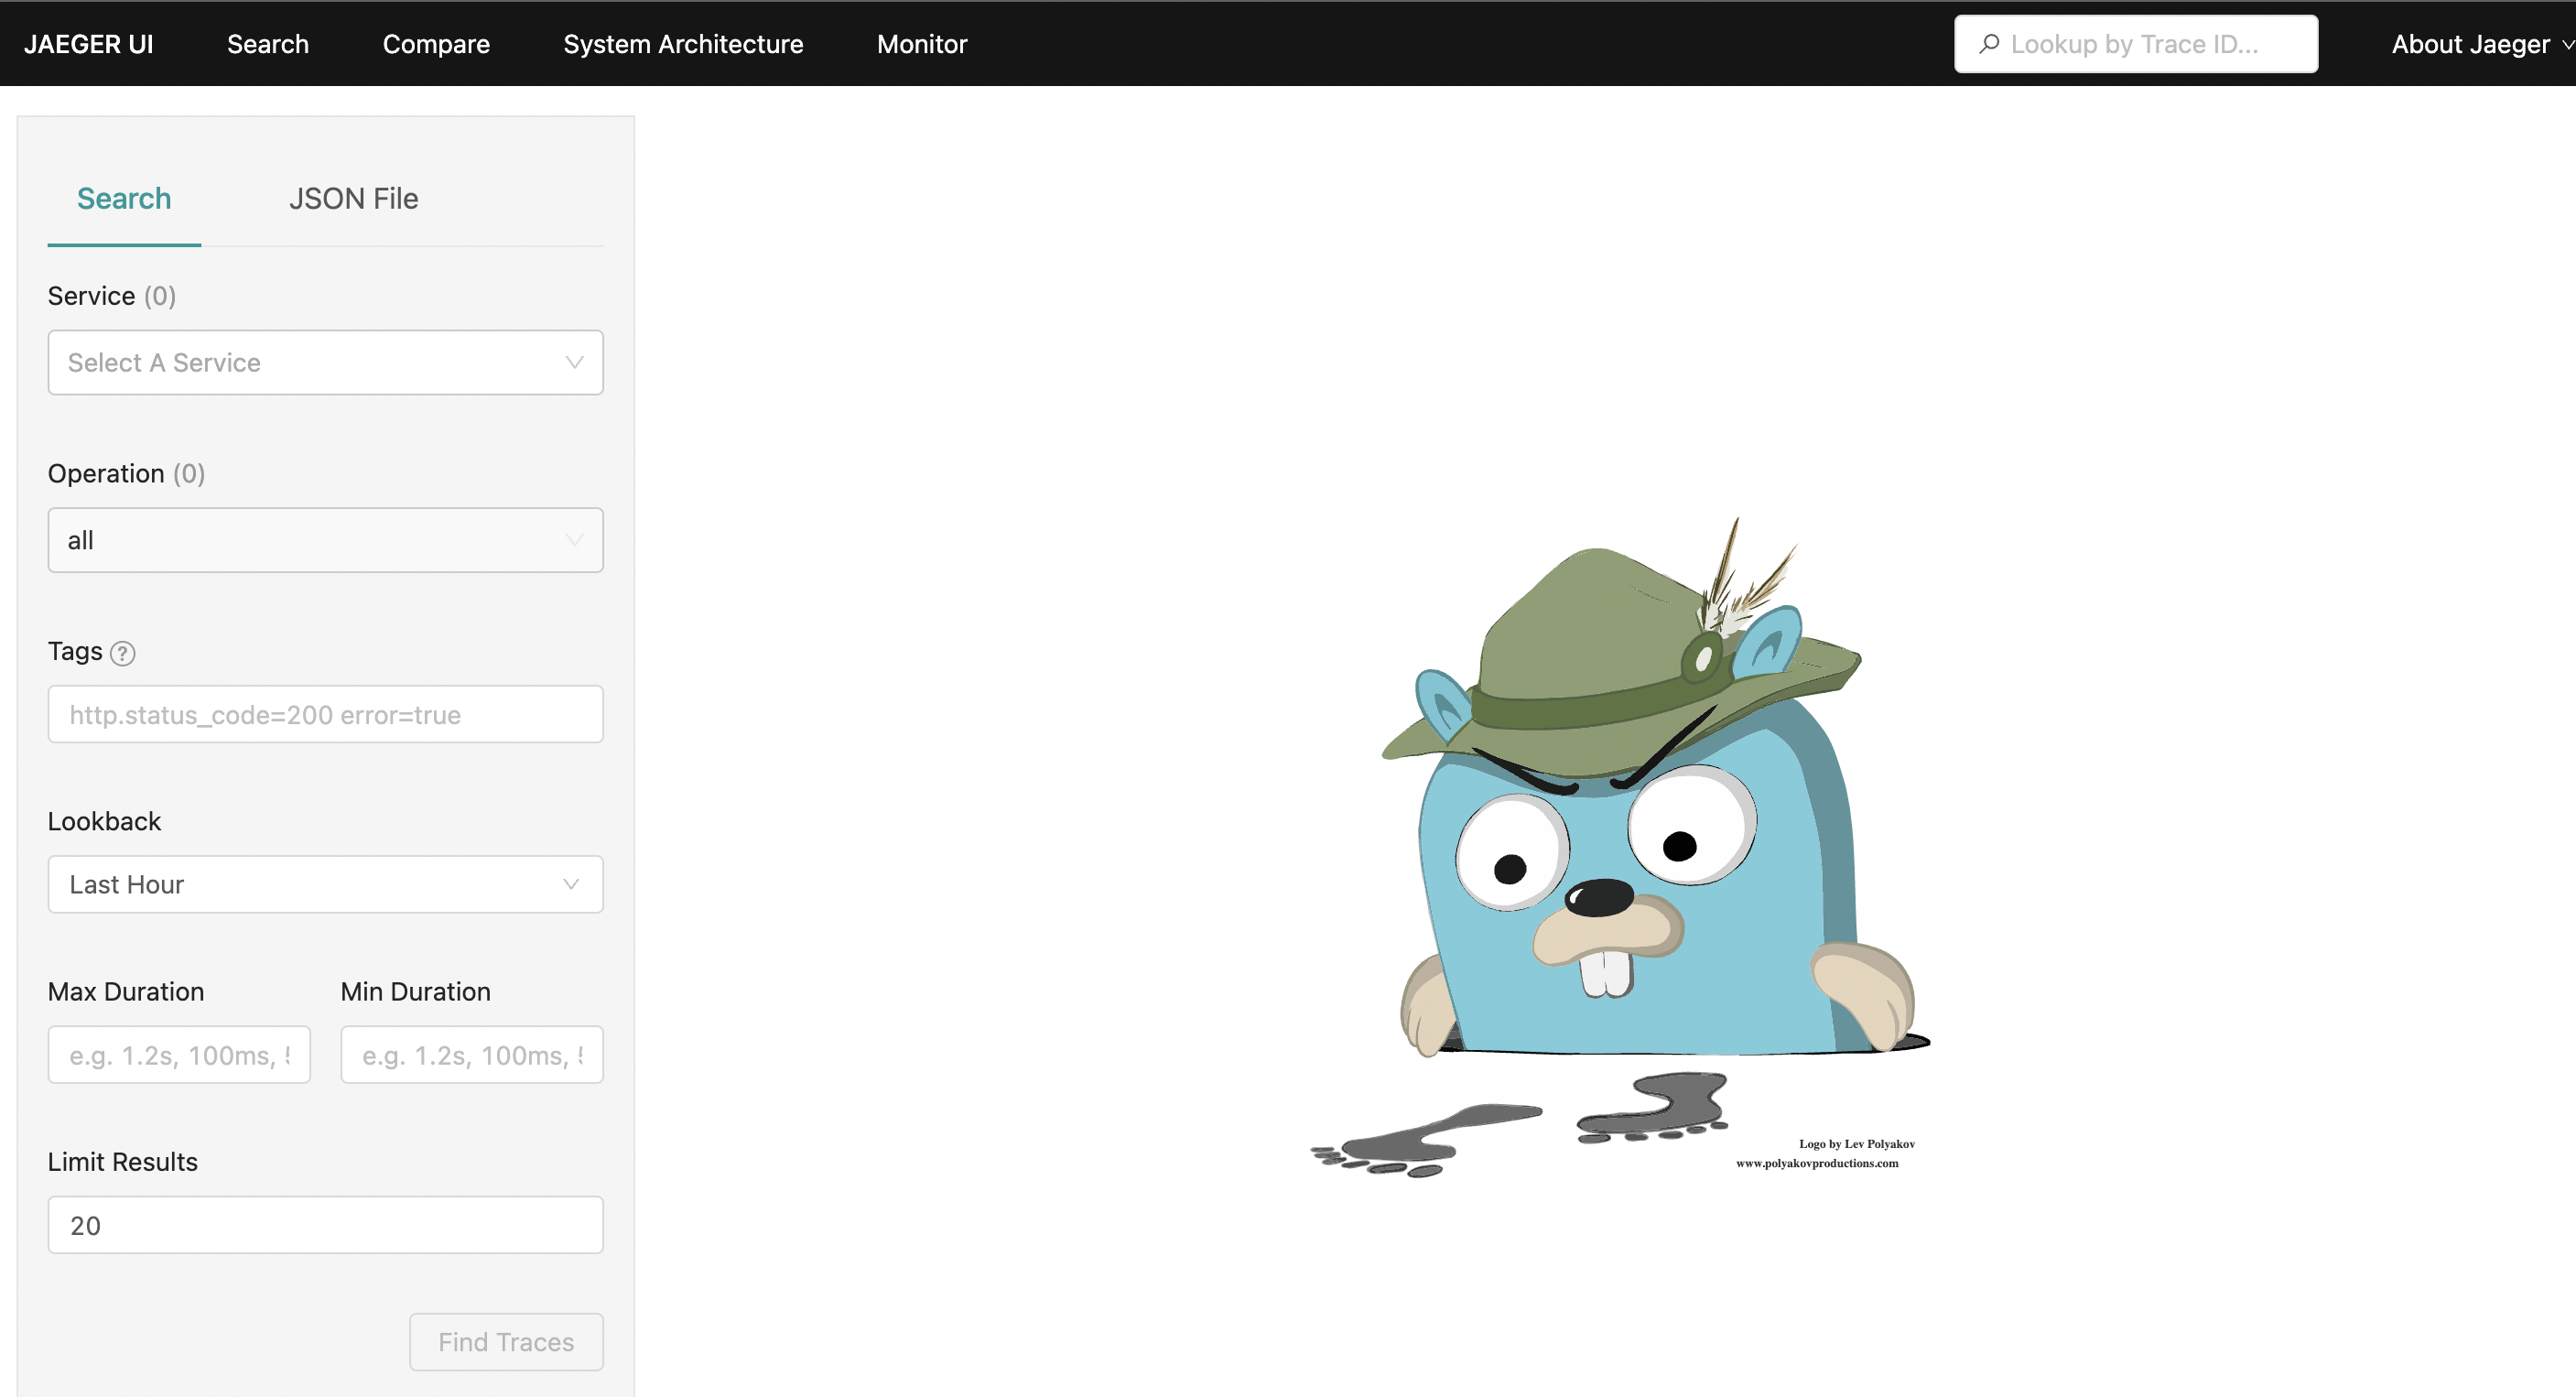 JAEGER UI Search Compare System Architecture Monitor Lookup by Trace ID... About Jaeger
Search JSON File
Service (0)
Select A Service
Operation (0)
all
Tags ?
http.status_code=200 error=true
Lookback
Last Hour
Max Duration Min Duration
e.g. 1.2s, 100ms, e.g. 1.2s, 100ms,
Limit Results
20
Find Traces
Logo by Lev Polyakov
www.polyakovproductions.com